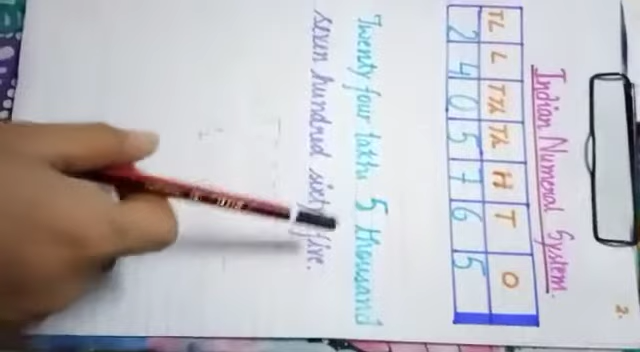 2.
Indian Numeral System.
TL L TTh Th H T O
2 4 0 5 7 6 5
Twenty four lakhs 5 thousand
seven hundred sixty five.